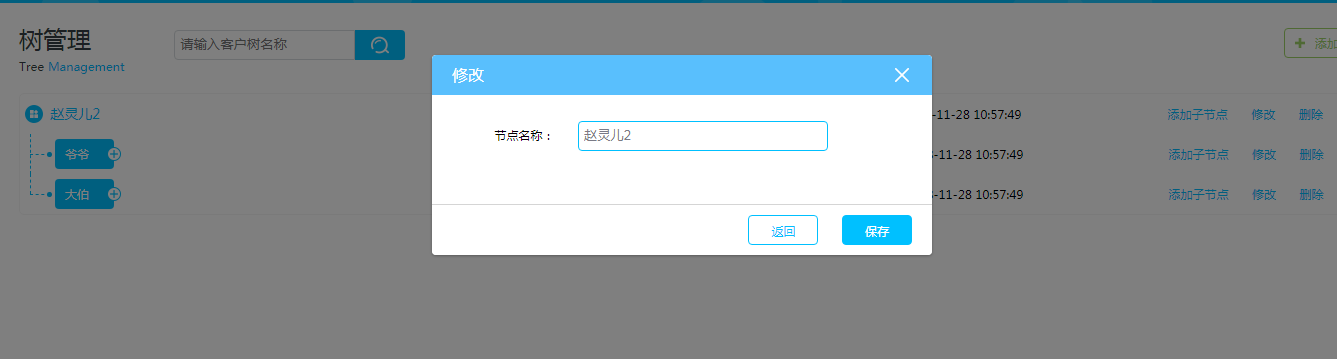 树管理
Tree Management
请输入客户树名称
添加
赵灵儿2
-11-28 10:57:49
添加子节点 修改 删除
爷爷
-11-28 10:57:49
添加子节点 修改 删除
大伯
-11-28 10:57:49
添加子节点 修改 删除
修改
节点名称：
赵灵儿2
返回
保存